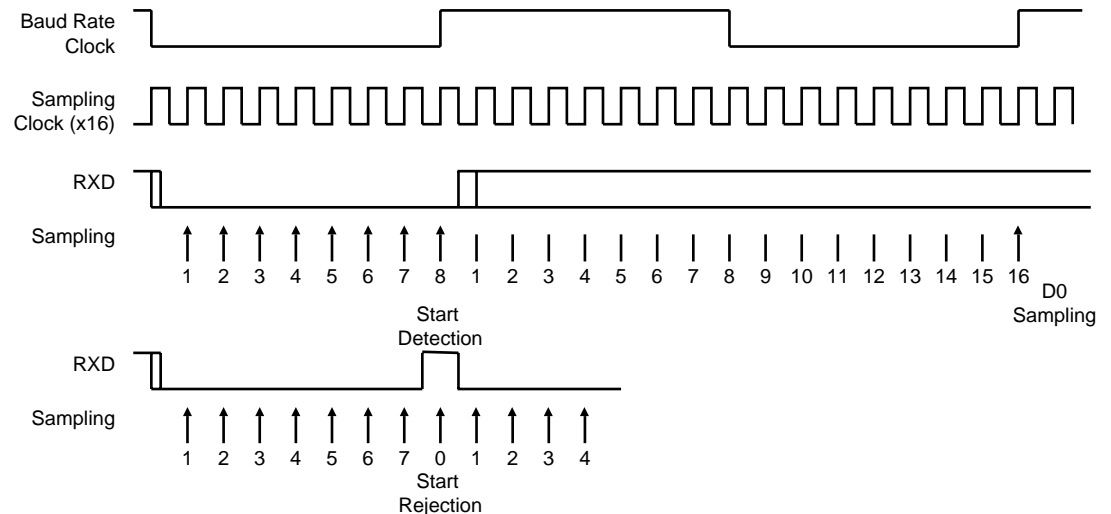 Baud Rate
Clock
Sampling
Clock (x16)
RXD
Sampling
1 2 3 4 5 6 7 8 1 2 3 4 5 6 7 8 9 10 11 12 13 14 15 16
D0
Sampling
Start
Detection
RXD
Sampling
1 2 3 4 5 6 7 0 1 2 3 4
Start
Rejection